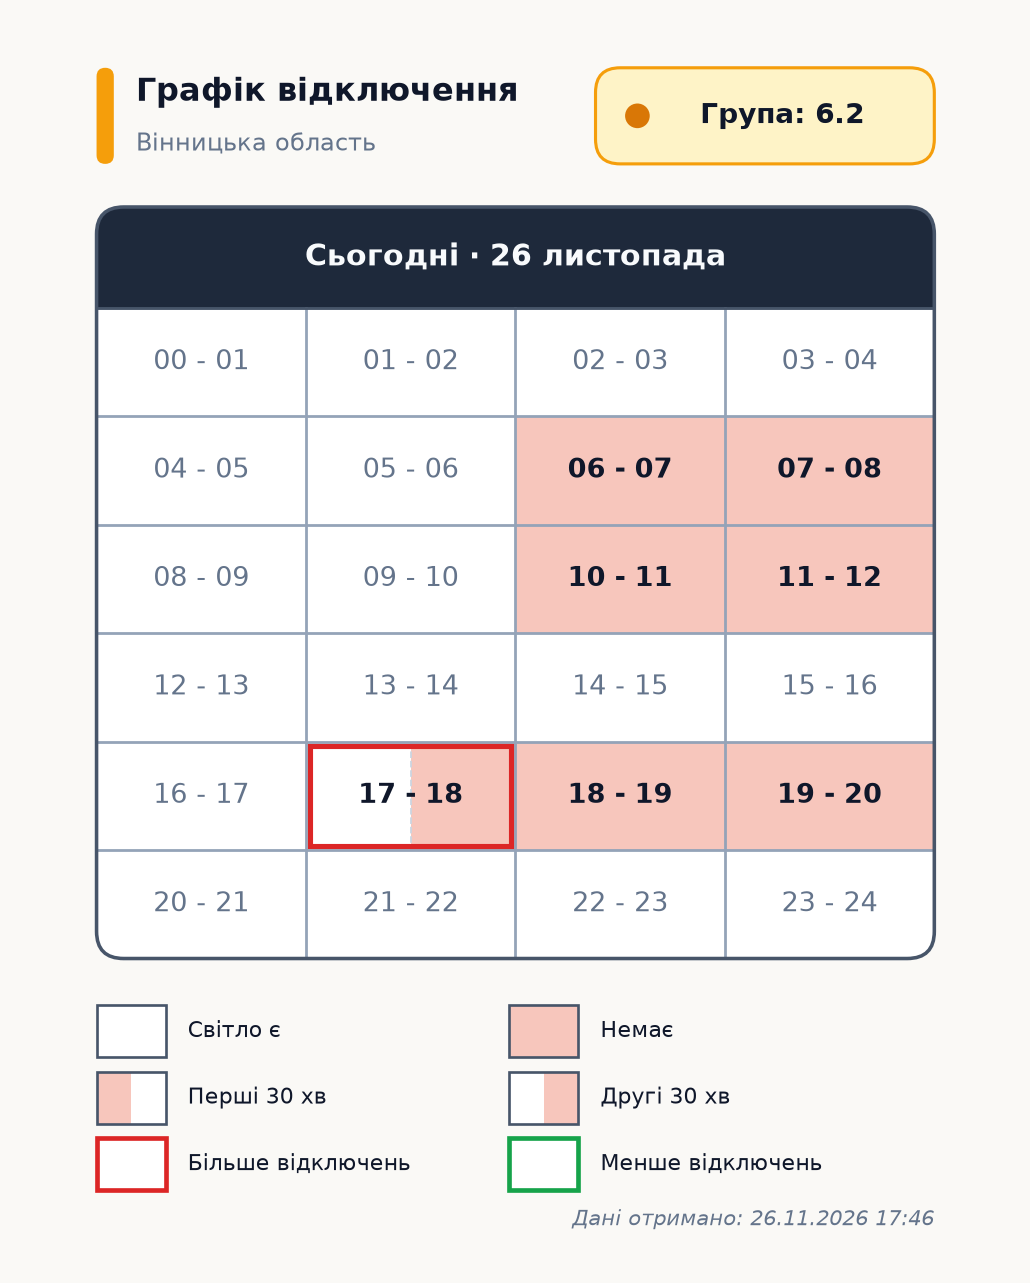 Графік відключення
Вінницька область
Група: 6.2
Сьогодні · 26 листопада
00 - 01 01 - 02 02 - 03 03 - 04
04 - 05 05 - 06 06 - 07 07 - 08
08 - 09 09 - 10 10 - 11 11 - 12
12 - 13 13 - 14 14 - 15 15 - 16
16 - 17 17 - 18 18 - 19 19 - 20
20 - 21 21 - 22 22 - 23 23 - 24
Світло є Немає
Перші 30 хв Другі 30 хв
Більше відключень Менше відключень
Дані отримано: 26.11.2026 17:46